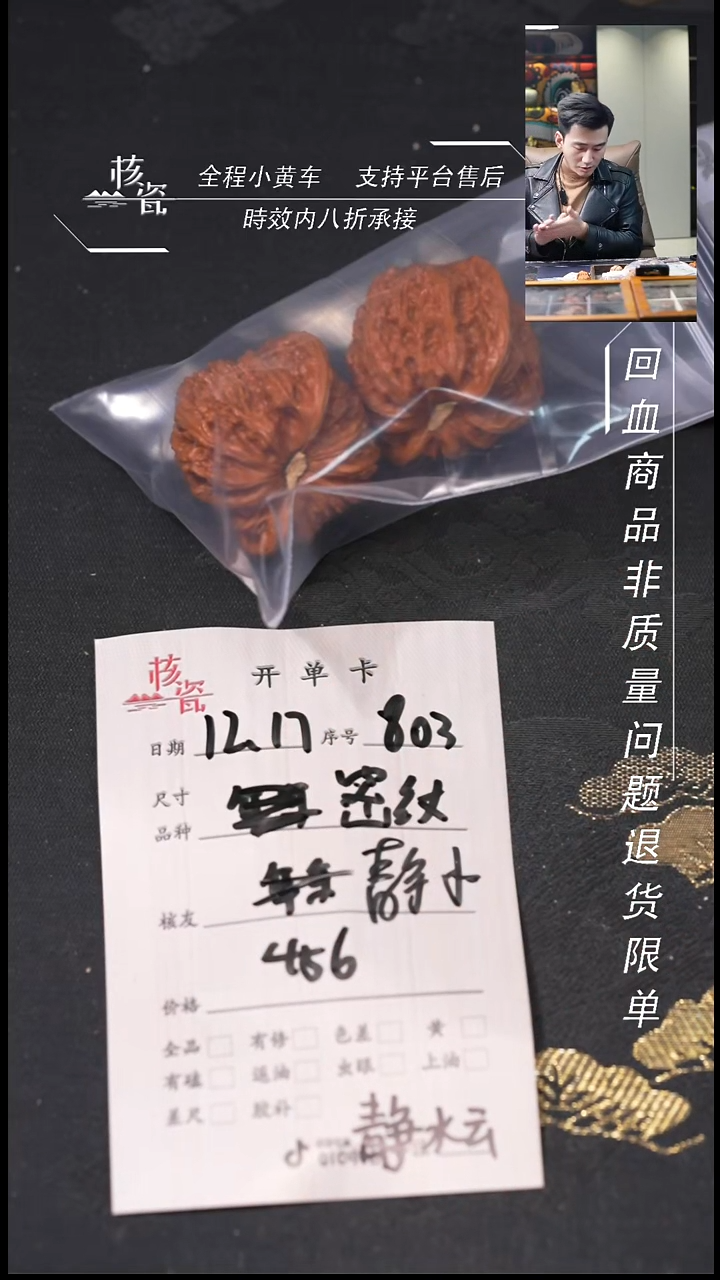 核瓷
全程小黄车 支持平台售后
時效内八折承接
回血商品非质量问题退货限单
核瓷 开单卡
日期 12.17 序号 803
尺寸
品种 密纹
核友 静水
456
价格
全品 有修 色差 黄
有磕 返油 虫眼 上油
差尺 胶补
静水云